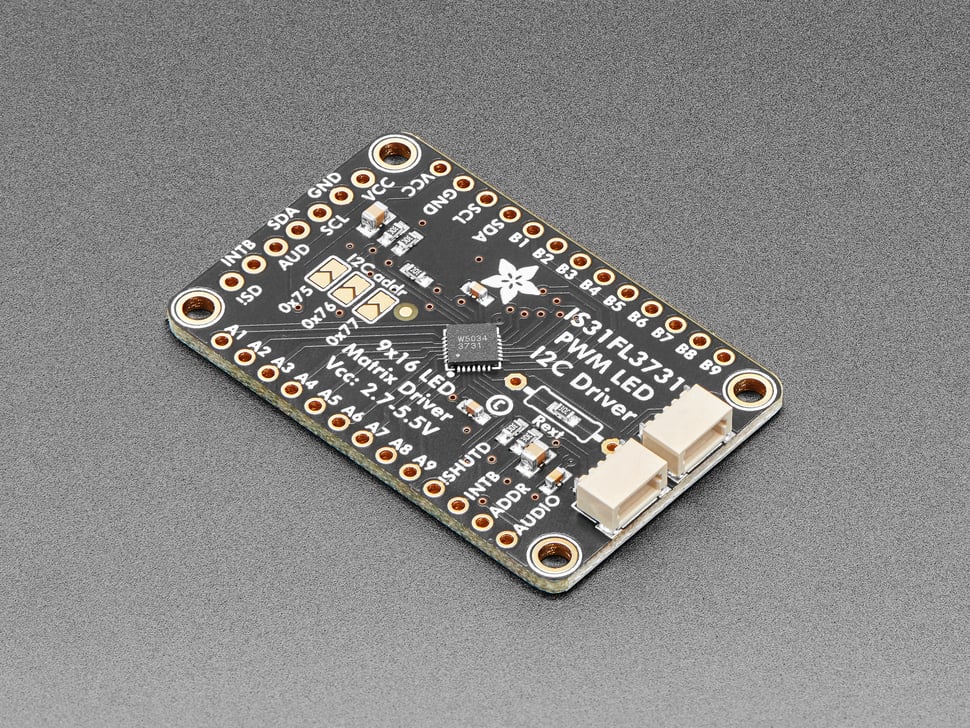 GND
VCC
SDA
SCL
INTB
AUD
ISD
VCC
GND
SCL
SDA
B1
B2
B3
B4
B5
B6
B7
B8
B9
I2C addr
0x75
0x76
0x77
W5034
3731
IS31FL3731
PWM LED
I2C Driver
9x16 LED
Matrix Driver
Vcc: 2.7-5.5V
C
Rext
A1
A2
A3
A4
A5
A6
A7
A8
A9
SHUTD
INTB
ADDR
AUDIO